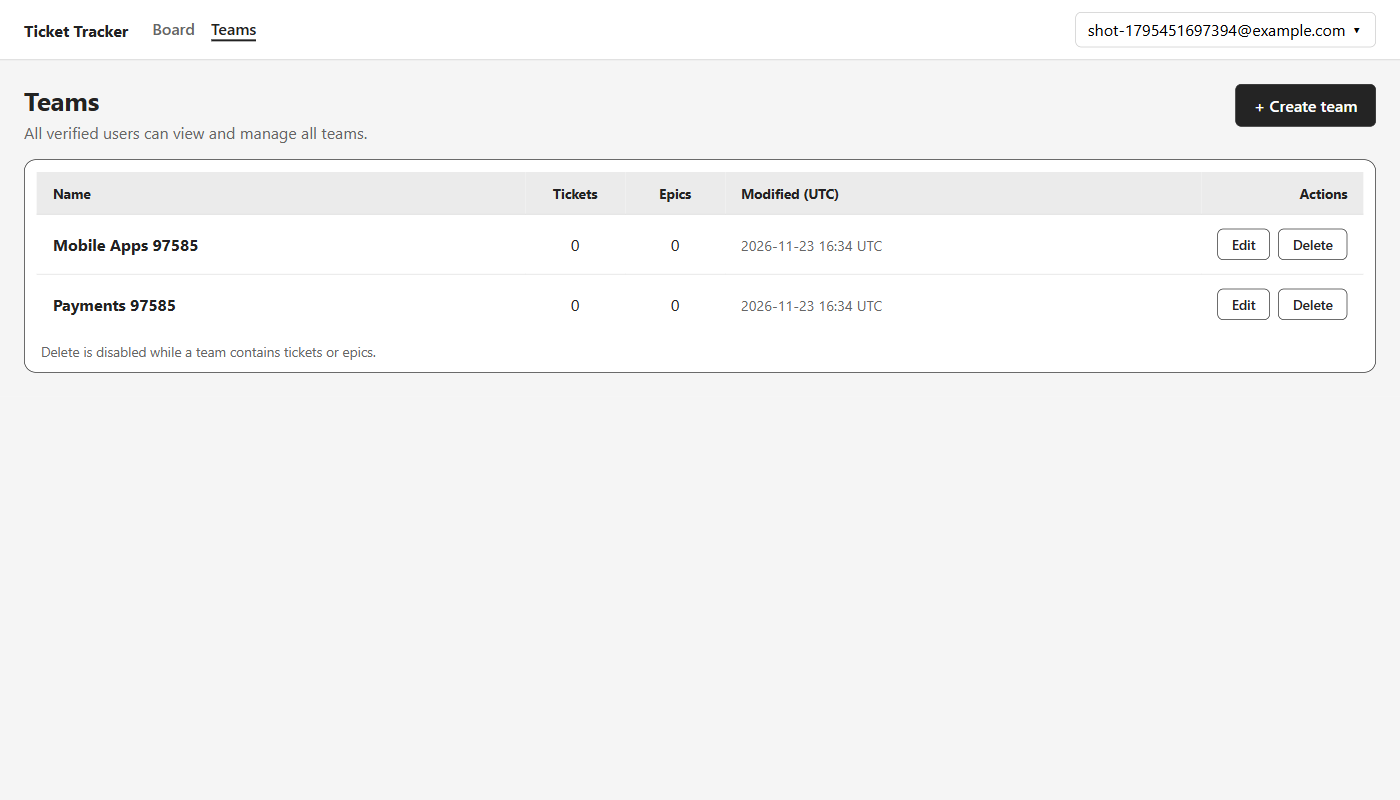 Ticket Tracker Board Teams shot-1795451697394@example.com ▼
Teams
+ Create team
All verified users can view and manage all teams.
Name Tickets Epics Modified (UTC) Actions
Mobile Apps 97585 0 0 2026-11-23 16:34 UTC Edit Delete
Payments 97585 0 0 2026-11-23 16:34 UTC Edit Delete
Delete is disabled while a team contains tickets or epics.